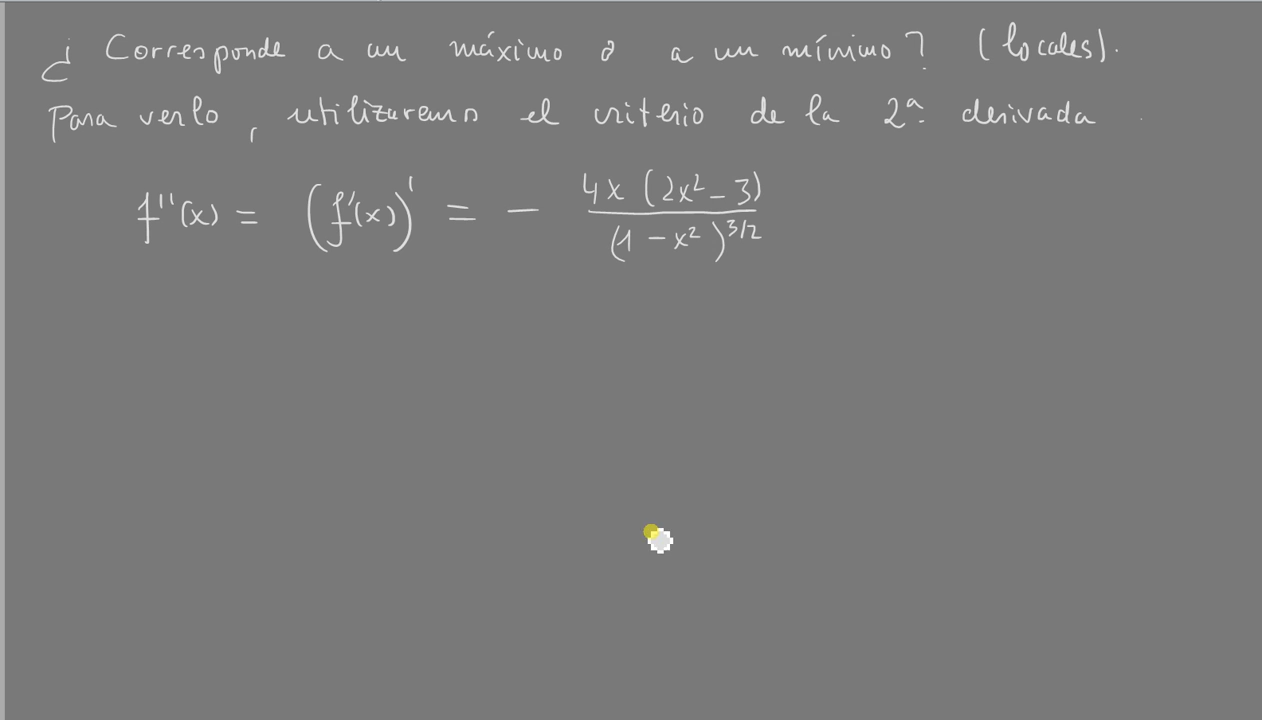 ¿ Corresponde a un máximo o a un mínimo? (locales).
Para verlo, utilizaremos el criterio de la 2ª derivada.
f''(x) = (f'(x))' = - 4x (2x² - 3) / (1 - x²)^3/2